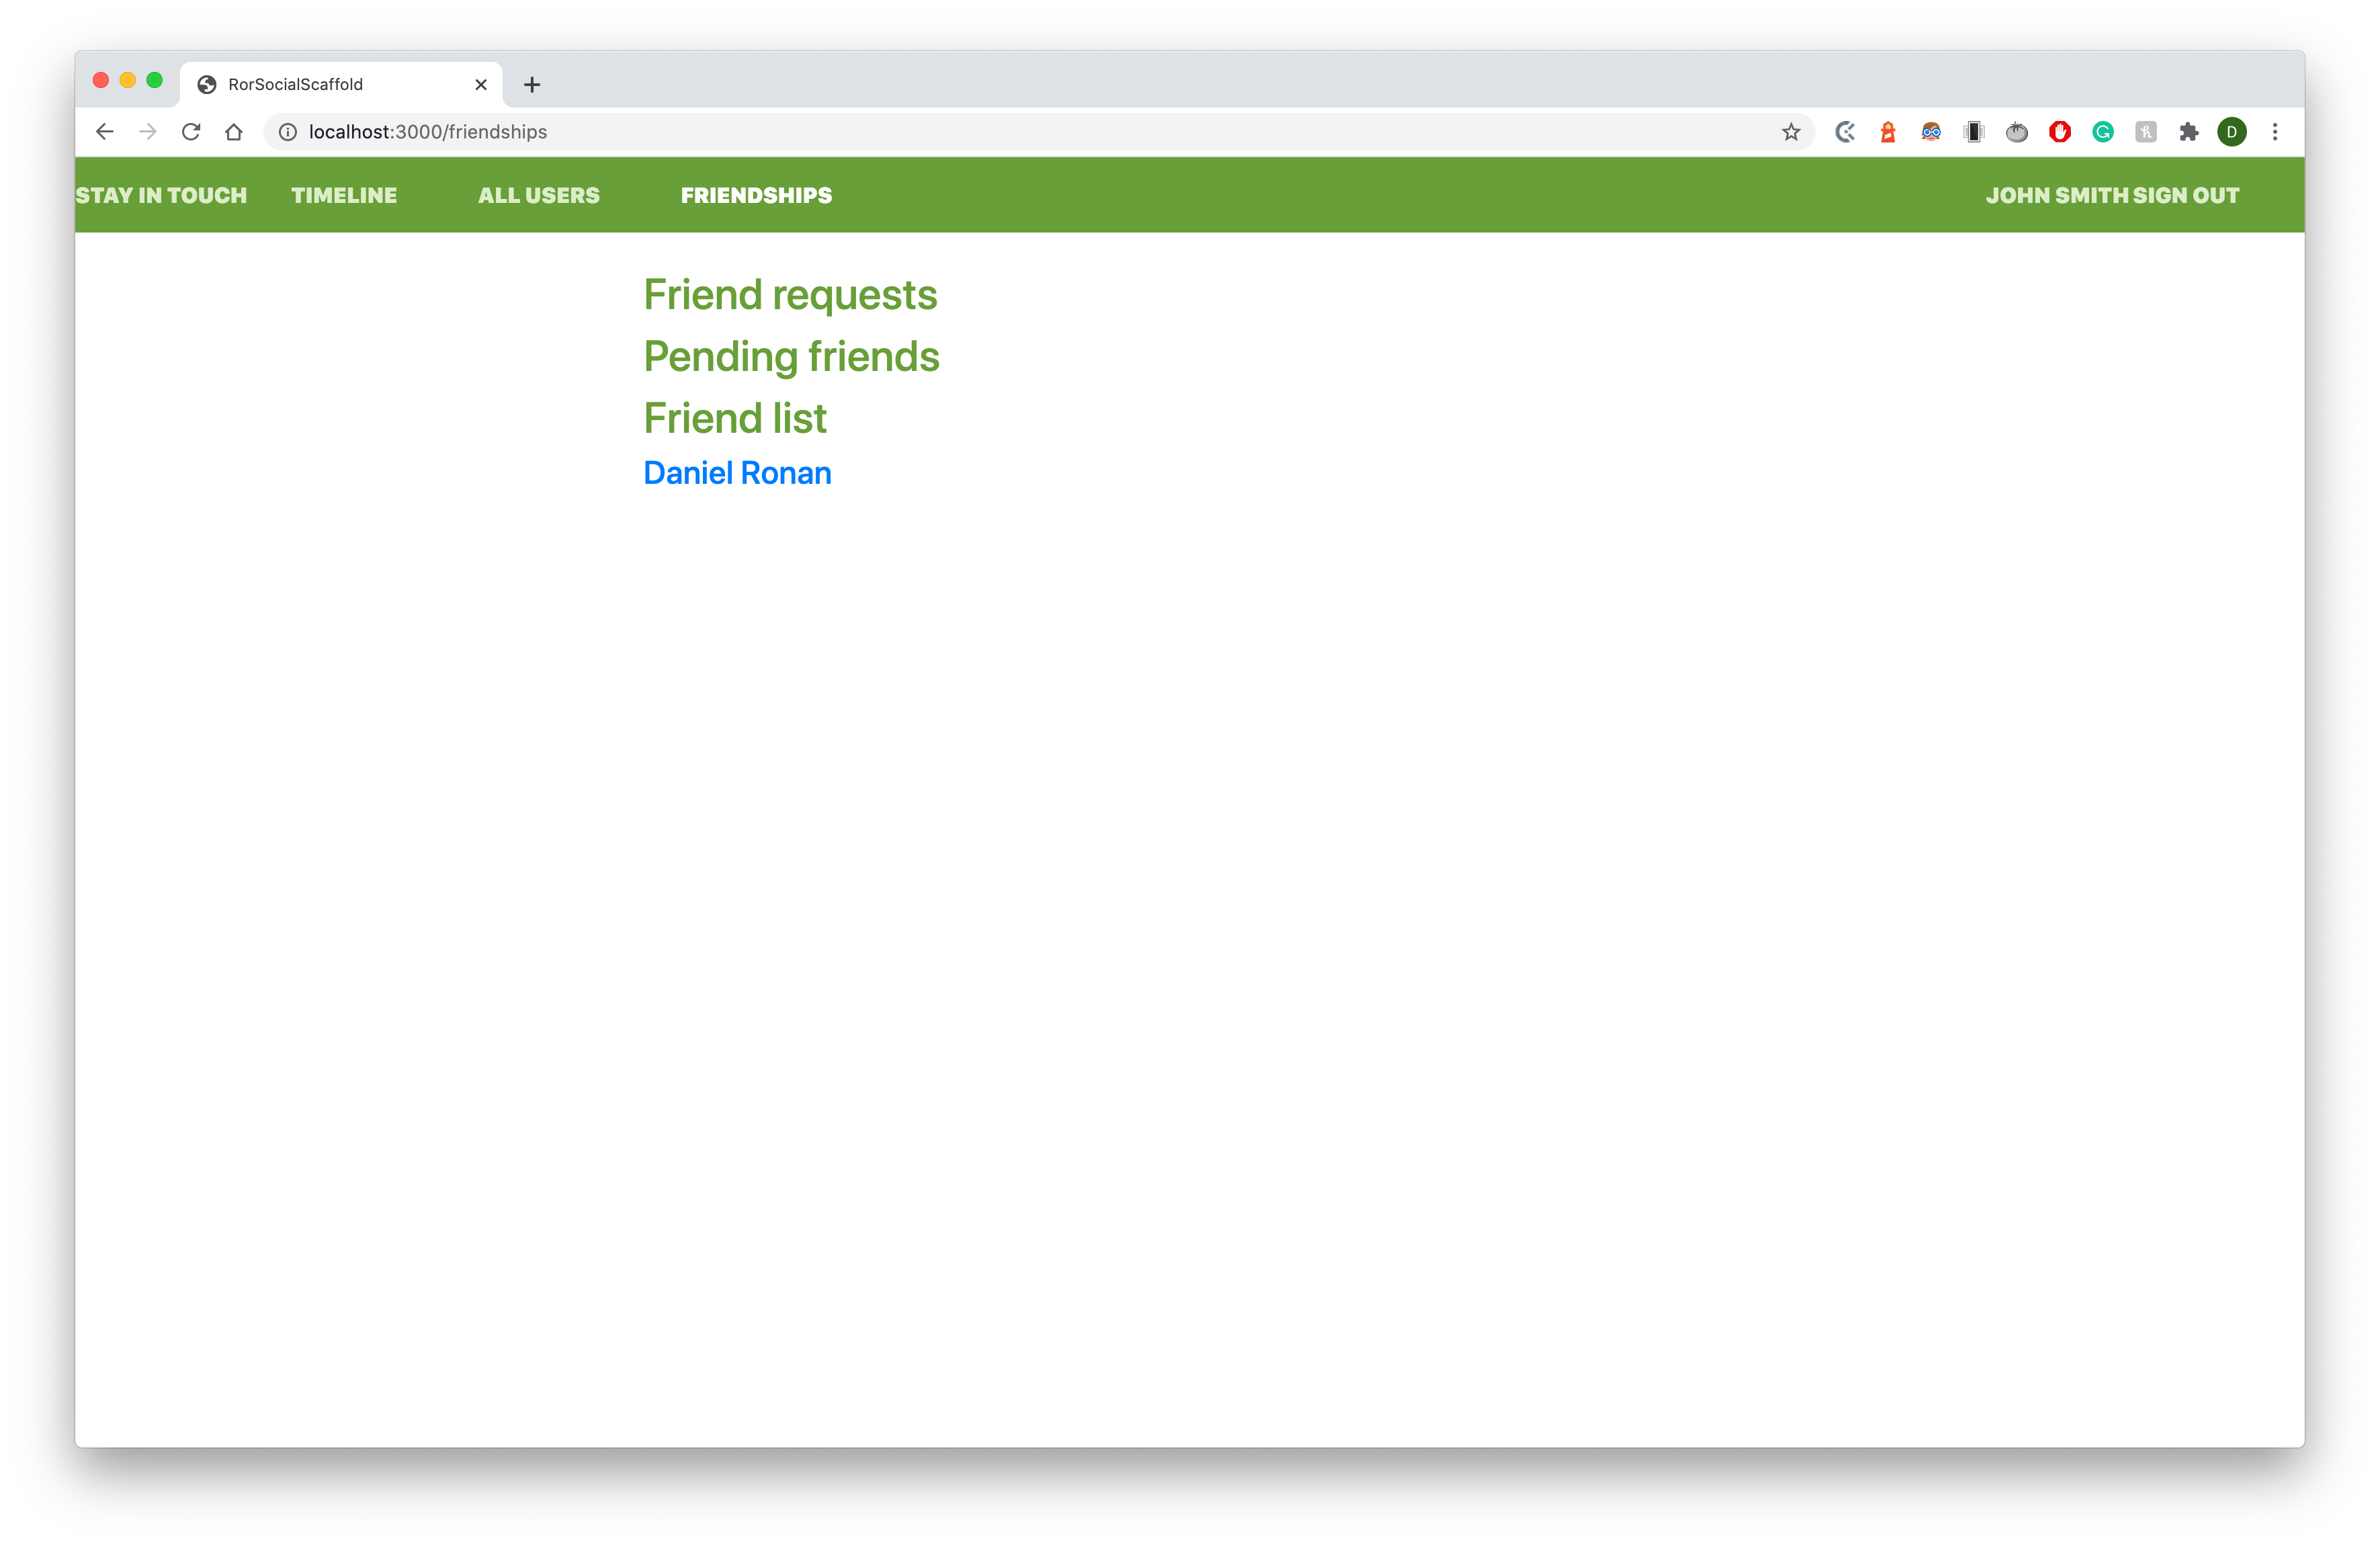 RorSocialScaffold
localhost:3000/friendships
D
STAY IN TOUCH TIMELINE ALL USERS FRIENDSHIPS JOHN SMITH SIGN OUT
Friend requests
Pending friends
Friend list
Daniel Ronan